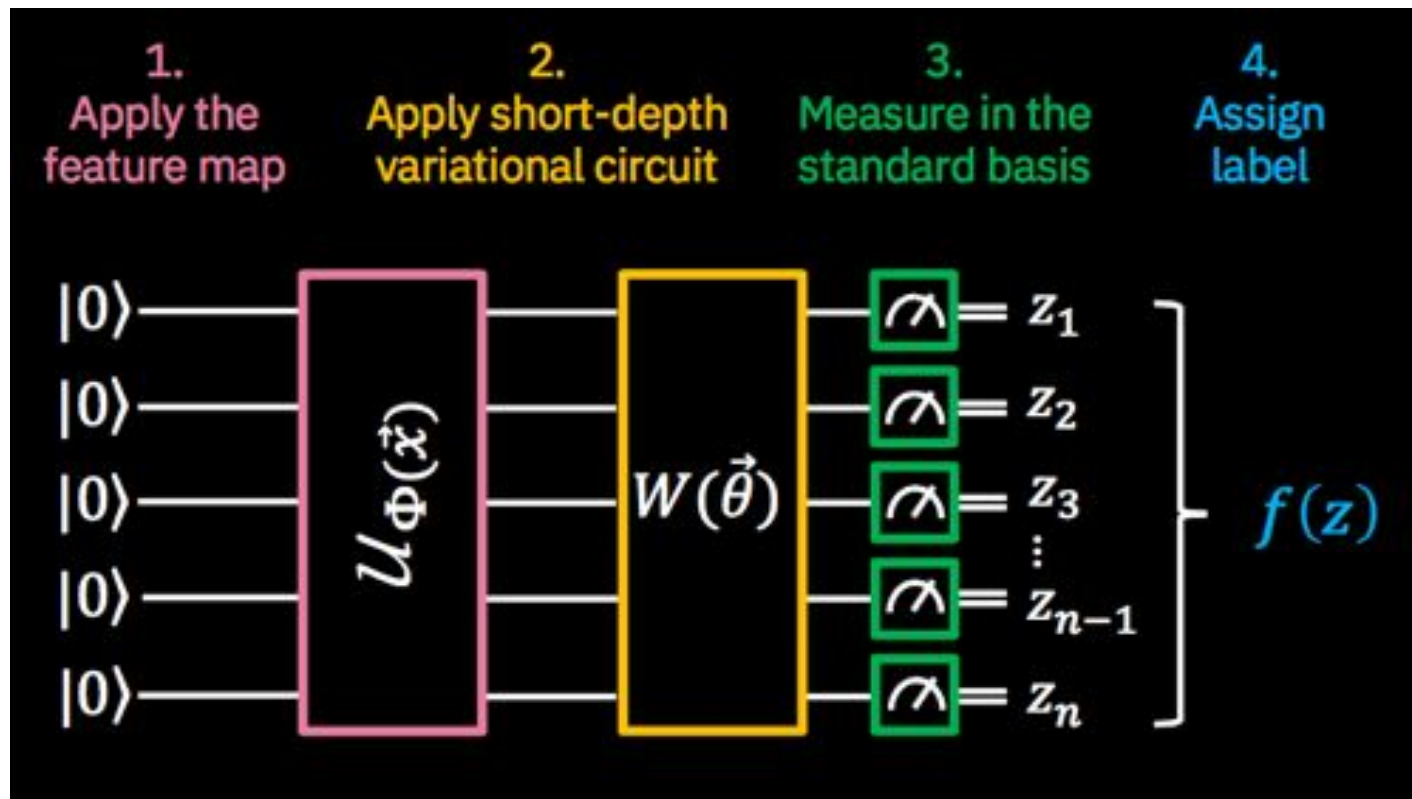 1.
Apply the
feature map
2.
Apply short-depth
variational circuit
3.
Measure in the
standard basis
4.
Assign
label
|0⟩
|0⟩
|0⟩
|0⟩
|0⟩
𝒰_Φ(x⃗)
W(θ⃗)
z₁
z₂
z₃
⋮
zₙ₋₁
zₙ
f(z)